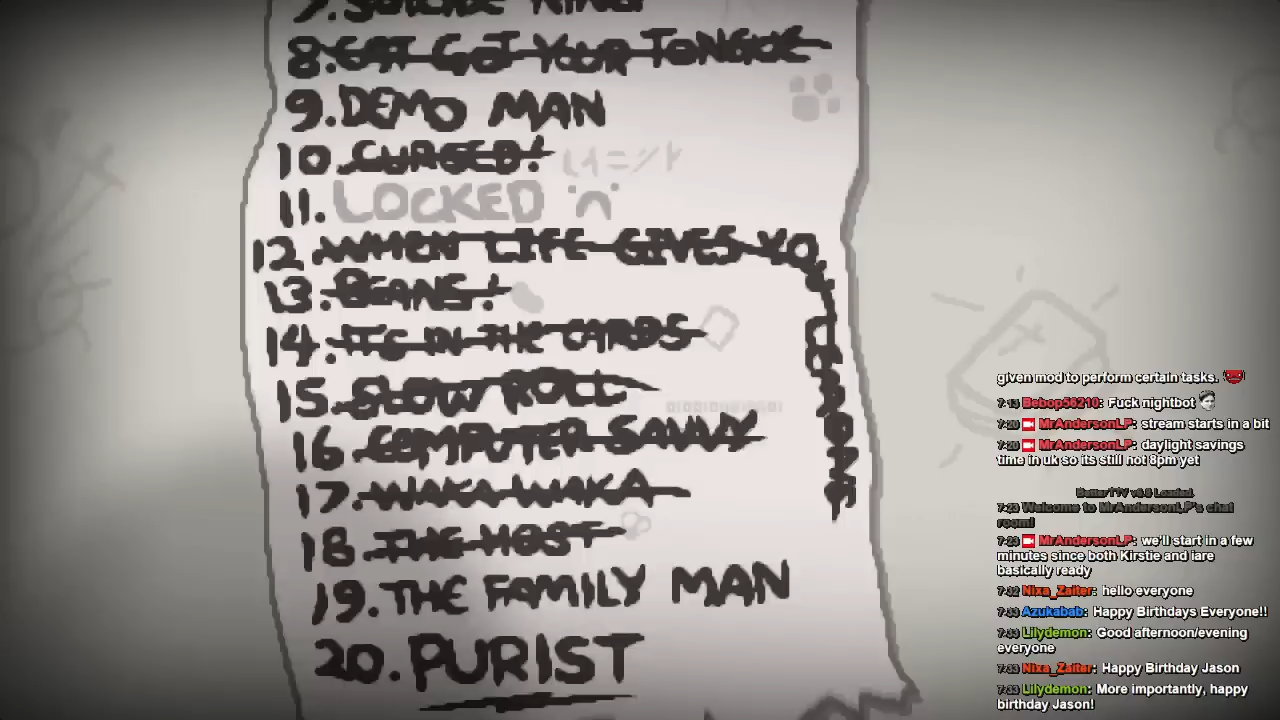 7. SUICIDE KING!
8. CAT GOT YOUR TONGUE
9. DEMO MAN
10. CURSED!
11. LOCKED
12 WHEN LIFE GIVES YOU LEMONS
13. BEANS!
14. IT'S IN THE CARDS
15. SLOW ROLL
16 COMPUTER SAVVY
17. WAKA WAKA
18. THE HOST
19. THE FAMILY MAN
20. PURIST
given mod to perform certain tasks.
7:13 Bebop56210: Fuck nightbot
7:20 MrAndersonLP: stream starts in a bit
7:20 MrAndersonLP: daylight savings
time in uk so its still not 8pm yet
7:23 Welcome to MrAndersonLP's chat
room!
7:23 MrAndersonLP: we'll start in a few
minutes since both Kirstie and iare
basically ready
7:32 Nixa_Zaiter: hello everyone
7:33 Azukabab: Happy Birthdays Everyone!!
7:33 Lilydemon: Good afternoon/evening
everyone
7:33 Nixa_Zaiter: Happy Birthday Jason
7:33 Lilydemon: More importantly, happy
birthday Jason!